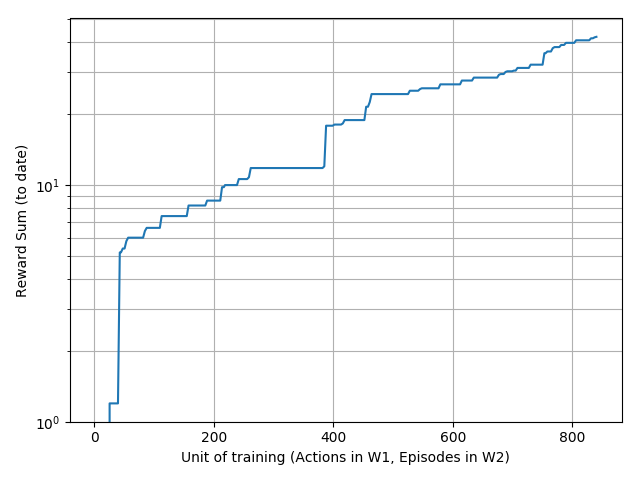 Reward Sum (to date)
10¹
10⁰
0 200 400 600 800
Unit of training (Actions in W1, Episodes in W2)